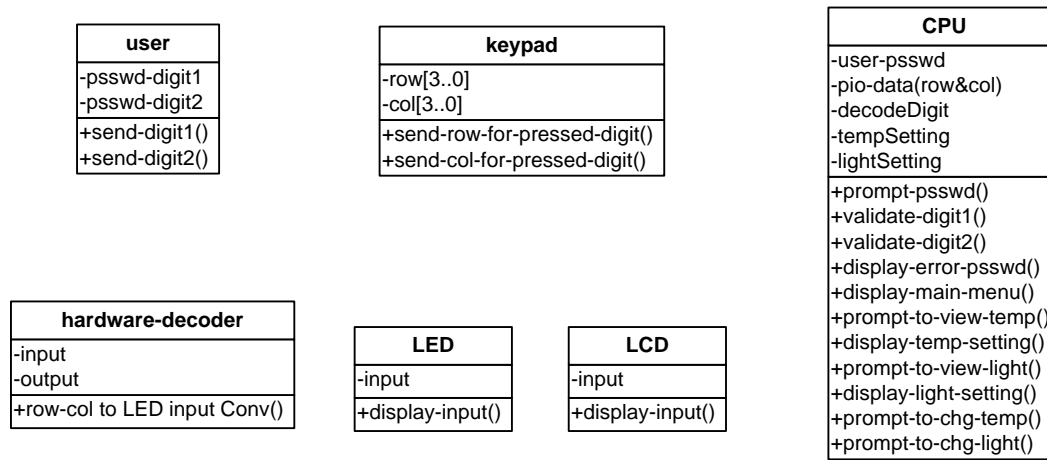 user
-psswd-digit1
-psswd-digit2
+send-digit1()
+send-digit2()
keypad
-row[3..0]
-col[3..0]
+send-row-for-pressed-digit()
+send-col-for-pressed-digit()
CPU
-user-psswd
-pio-data(row&col)
-decodeDigit
-tempSetting
-lightSetting
+prompt-psswd()
+validate-digit1()
+validate-digit2()
+display-error-psswd()
+display-main-menu()
+prompt-to-view-temp()
+display-temp-setting()
+prompt-to-view-light()
+display-light-setting()
+prompt-to-chg-temp()
+prompt-to-chg-light()
hardware-decoder
-input
-output
+row-col to LED input Conv()
LED
-input
+display-input()
LCD
-input
+display-input()